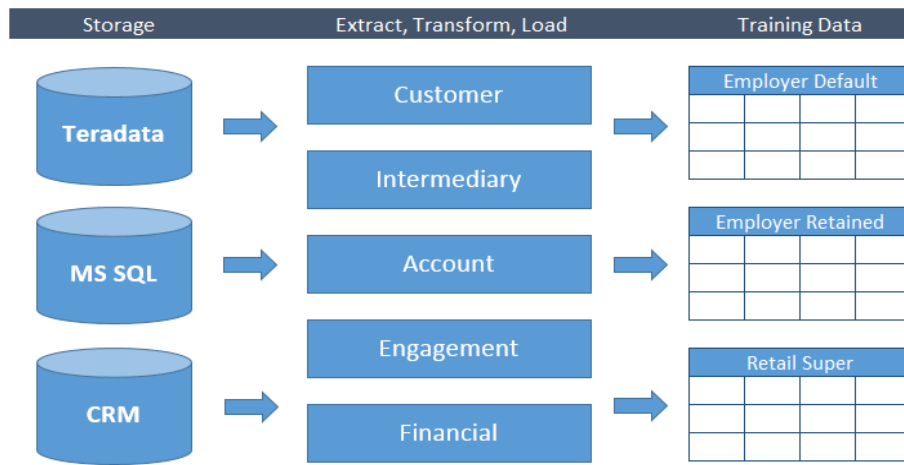 Storage
Extract, Transform, Load
Training Data
Teradata
MS SQL
CRM
Customer
Intermediary
Account
Engagement
Financial
Employer Default
Employer Retained
Retail Super